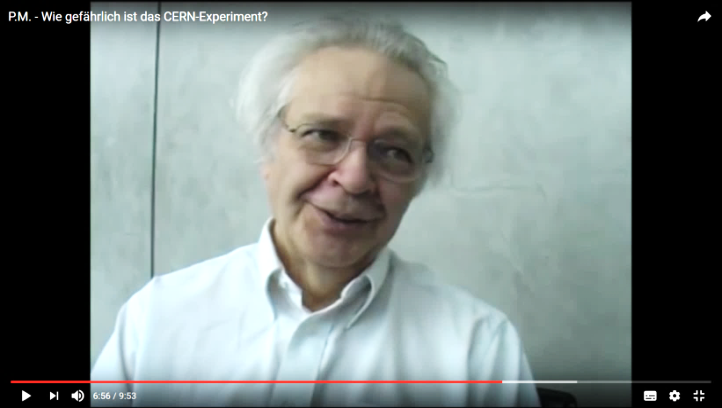 P.M. - Wie gefährlich ist das CERN-Experiment?
6:56 / 9:53